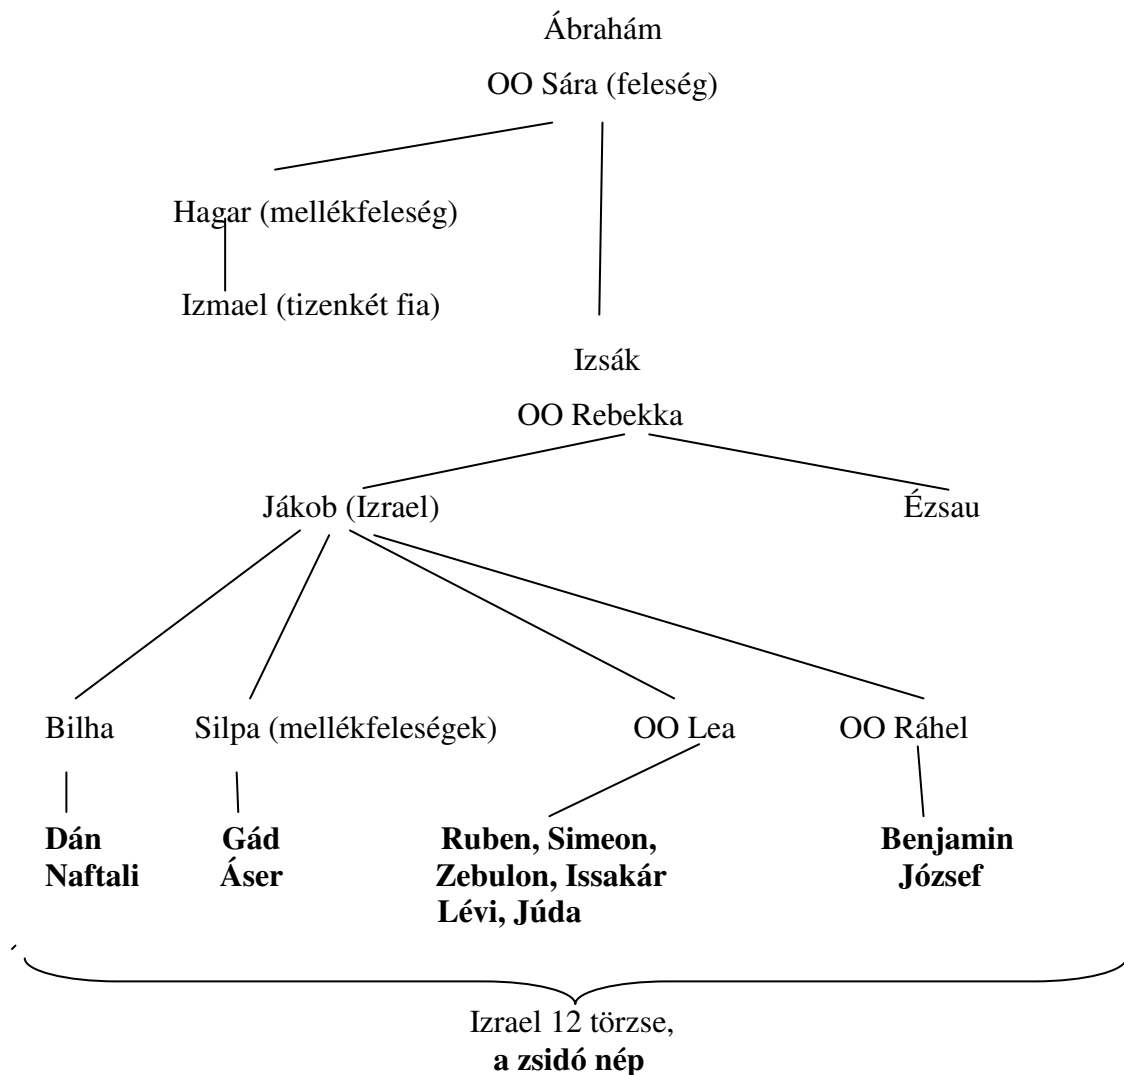 Ábrahám
OO Sára (feleség)
Hagar (mellékfeleség)
Izmael (tizenkét fia)
Izsák
OO Rebekka
Jákob (Izrael)
Ézsau
Bilha
Silpa (mellékfeleségek)
OO Lea
OO Ráhel
Dán
Naftali
Gád
Áser
Ruben, Simeon,
Zebulon, Issakár
Lévi, Júda
Benjamin
József
Izrael 12 törzse,
a zsidó nép